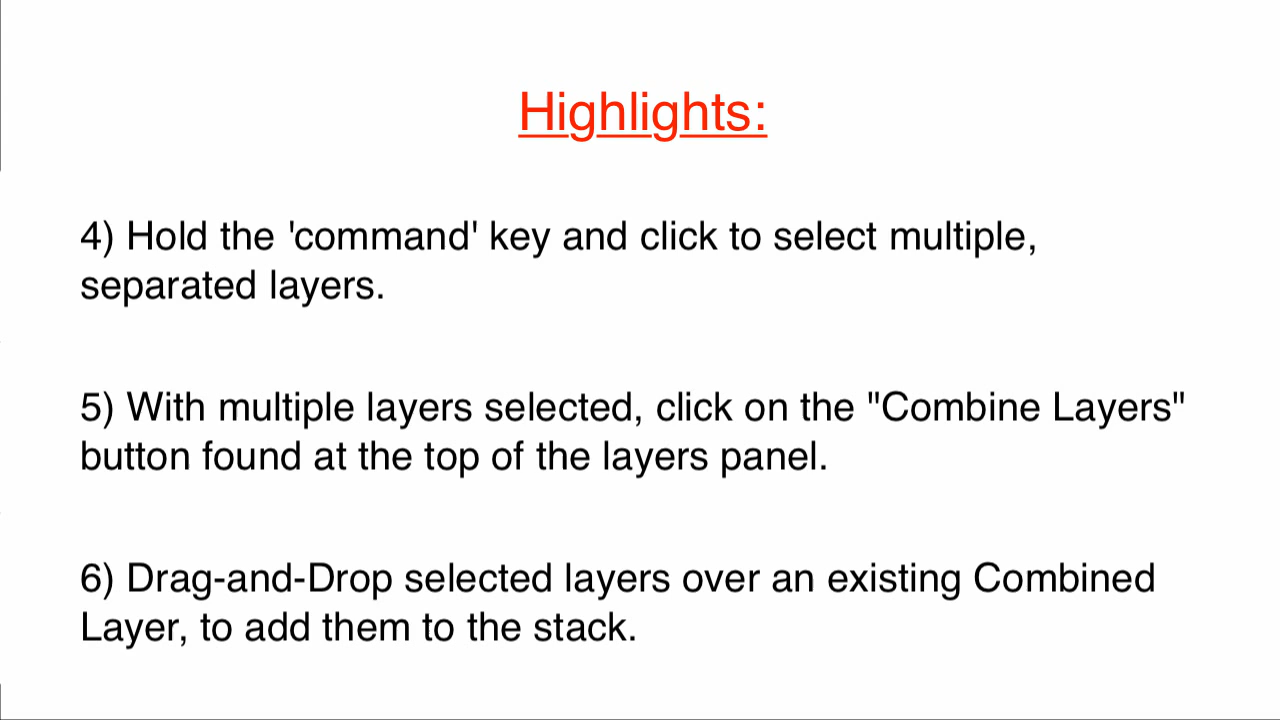 Highlights:
4) Hold the 'command' key and click to select multiple,
separated layers.
5) With multiple layers selected, click on the "Combine Layers"
button found at the top of the layers panel.
6) Drag-and-Drop selected layers over an existing Combined
Layer, to add them to the stack.